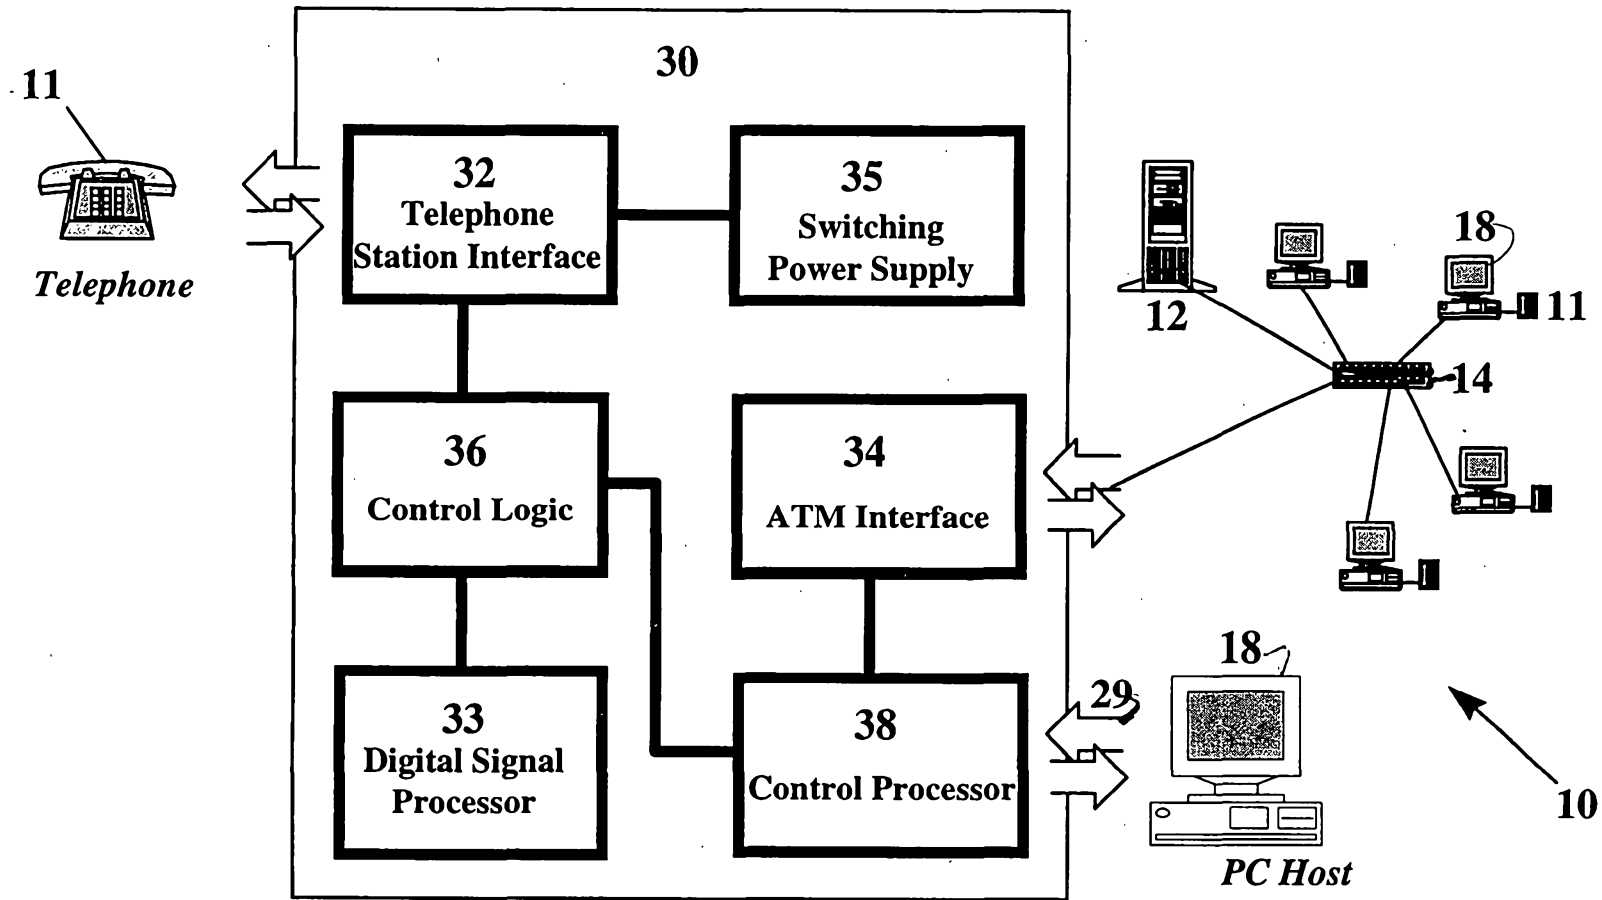 30
11
Telephone
32
Telephone
Station Interface
35
Switching
Power Supply
12
18
11
14
36
Control Logic
34
ATM Interface
33
Digital Signal
Processor
38
Control Processor
29
18
PC Host
10